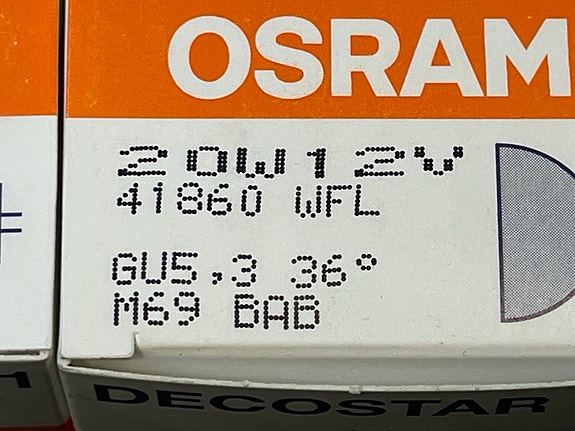 OSRAM
20W12V
41860 WFL
GU5,3 36°
M69 BAB
DECOSTAR